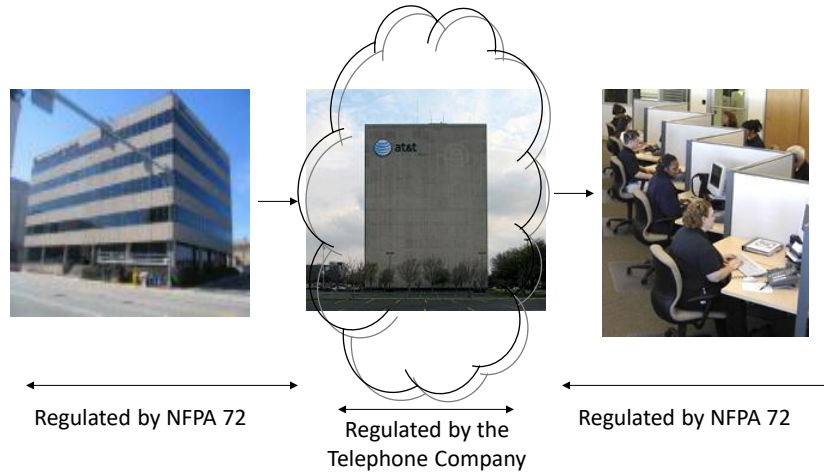 at&t
Regulated by NFPA 72
Regulated by the
Telephone Company
Regulated by NFPA 72